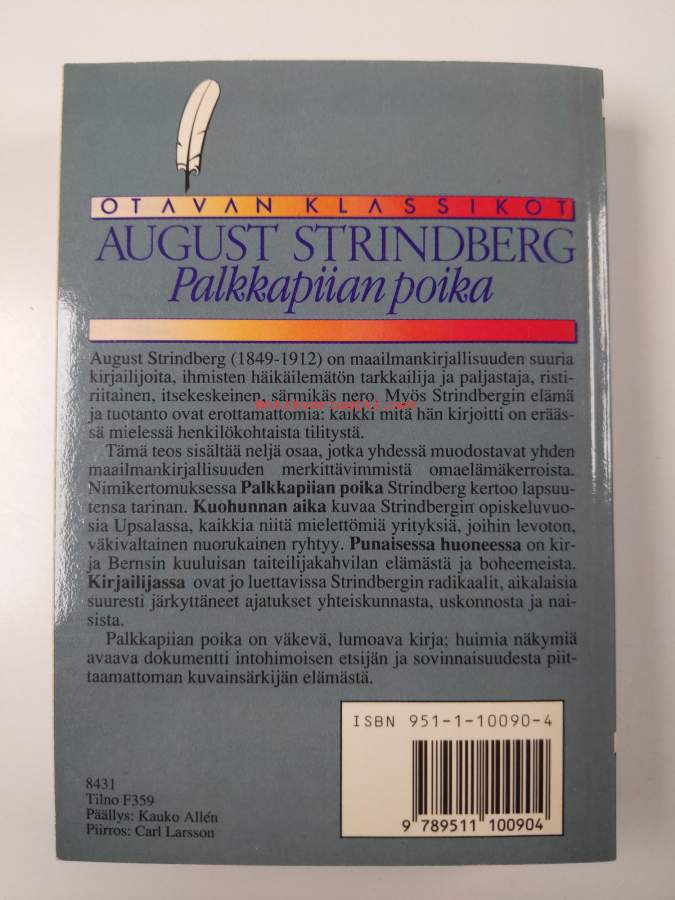 OTAVAN KLASSIKOT
AUGUST STRINDBERG
Palkkapiian poika
August Strindberg (1849-1912) on maailmankirjallisuuden suuria
kirjailijoita, ihmisten häikäilemätön tarkkailija ja paljastaja, risti-
riitainen, itsekeskeinen, särmikäs nero. Myös Strindbergin elämä
ja tuotanto ovat erottamattomia: kaikki mitä hän kirjoitti on erääs-
sä mielessä henkilökohtaista tilitystä.
Tämä teos sisältää neljä osaa, jotka yhdessä muodostavat yhden
maailmankirjallisuuden merkittävimmistä omaelämäkerroista.
Nimikertomuksessa Palkkapiian poika Strindberg kertoo lapsuu-
tensa tarinan. Kuohunnan aika kuvaa Strindbergin opiskeluvuo-
sia Upsalassa, kaikkia niitä mielettömiä yrityksiä, joihin levoton,
väkivaltainen nuorukainen ryhtyy. Punaisessa huoneessa on kir-
ja Bernsin kuuluisan taiteilijakahvilan elämästä ja boheemeista.
Kirjailijassa ovat jo luettavissa Strindbergin radikaalit, aikalaisia
suuresti järkyttäneet ajatukset yhteiskunnasta, uskonnosta ja nai-
sista.
Palkkapiian poika on väkevä, lumoava kirja; huimia näkymiä
avaava dokumentti intohimoisen etsijän ja sovinnaisuudesta piit-
taamattoman kuvainsärkijän elämästä.
ISBN 951-1-10090-4
9 789511 100904
8431
Tilno F359
Päällys: Kauko Allén
Piirros: Carl Larsson